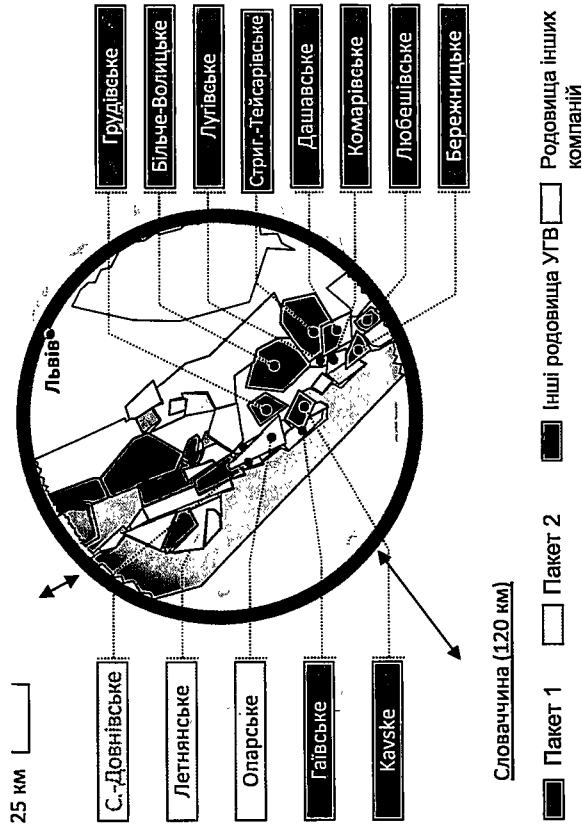 25 км
Львів
С.-Довнівське
Летнянське
Опарське
Гаївське
Kavske
Грудівське
Більче-Волицьке
Лугівське
Стриг.-Тейсарівське
Дашавське
Комарівське
Любешівське
Бережницьке
Словаччина (120 км)
Пакет 1
Пакет 2
Інші родовища УГВ
Родовища інших
компаній